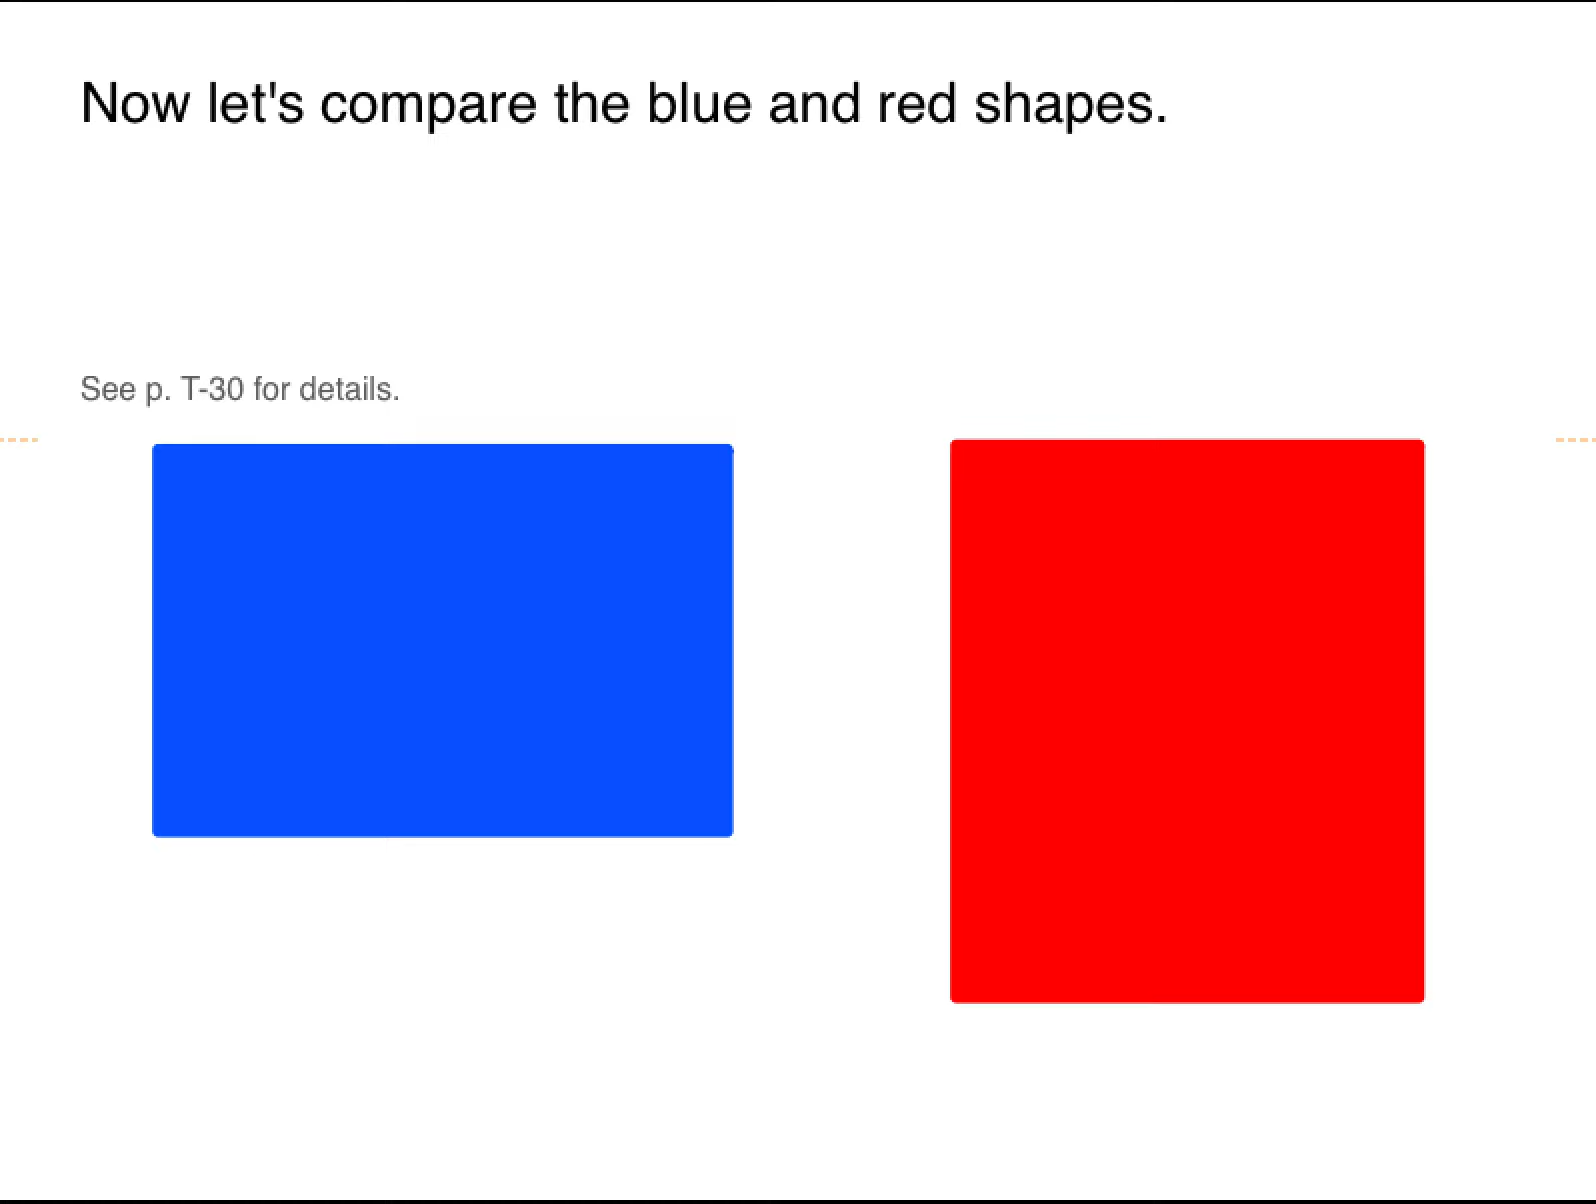 Now let's compare the blue and red shapes.
See p. T-30 for details.